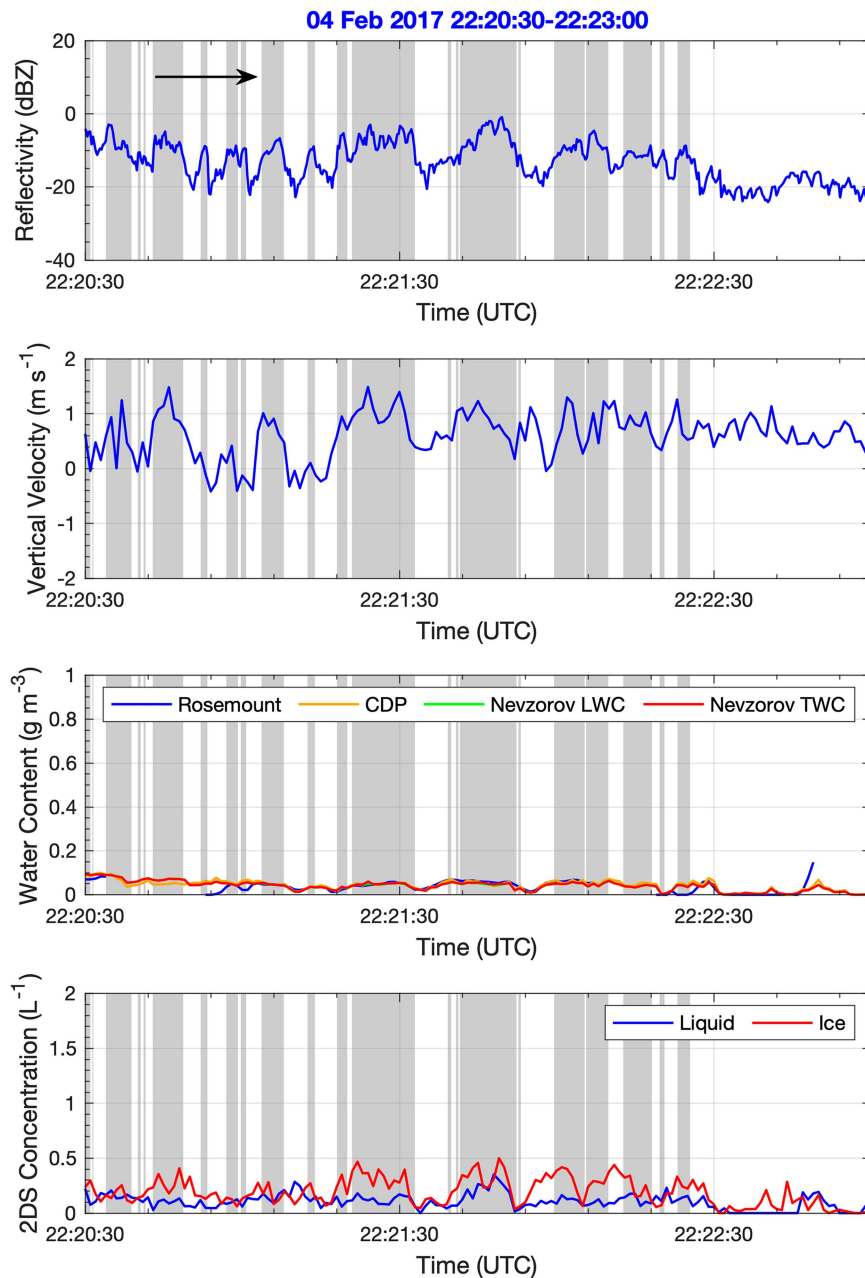 04 Feb 2017 22:20:30-22:23:00
Reflectivity (dBZ)
20
0
-20
-40
22:20:30 22:21:30 22:22:30
Time (UTC)
Vertical Velocity (m s⁻¹)
2
1
0
-1
-2
22:20:30 22:21:30 22:22:30
Time (UTC)
Water Content (g m⁻³)
1
0.8
0.6
0.4
0.2
0
Rosemount CDP Nevzorov LWC Nevzorov TWC
22:20:30 22:21:30 22:22:30
Time (UTC)
2DS Concentration (L⁻¹)
2
1.5
1
0.5
0
Liquid Ice
22:20:30 22:21:30 22:22:30
Time (UTC)